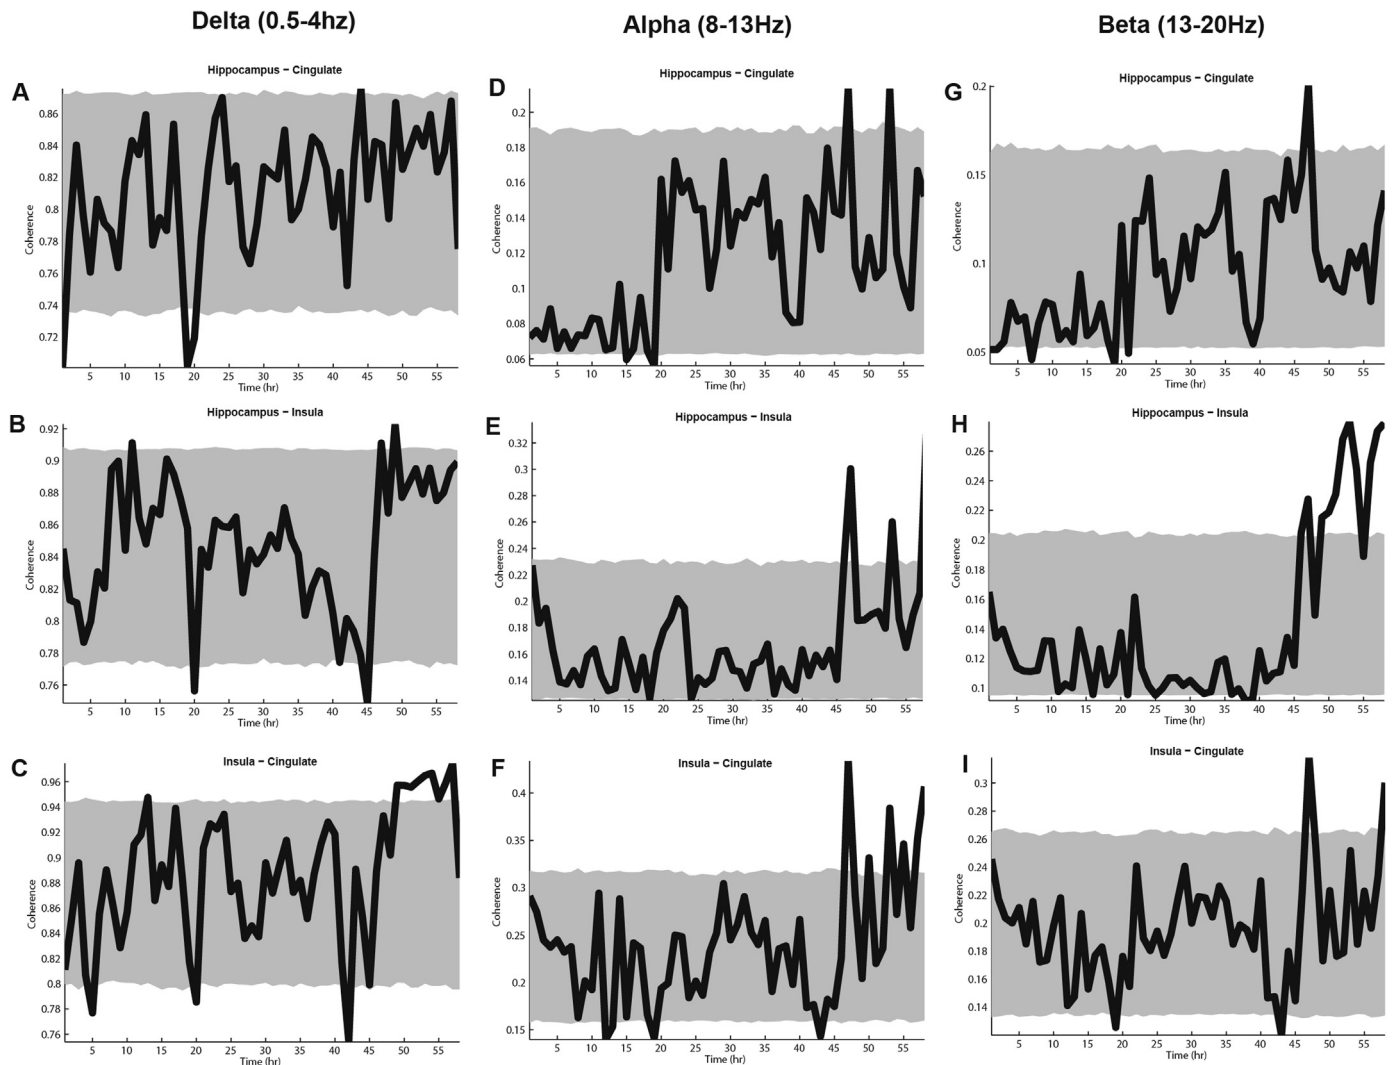 Delta (0.5-4hz)
Alpha (8-13Hz)
Beta (13-20Hz)
A
Hippocampus – Cingulate
Coherence
0.86
0.84
0.82
0.8
0.78
0.76
0.74
0.72
5 10 15 20 25 30 35 40 45 50 55
Time (hr)
D
Hippocampus – Cingulate
Coherence
0.2
0.18
0.16
0.14
0.12
0.1
0.08
0.06
5 10 15 20 25 30 35 40 45 50 55
Time (hr)
G
Hippocampus – Cingulate
Coherence
0.2
0.15
0.1
0.05
5 10 15 20 25 30 35 40 45 50 55
Time (hr)
B
Hippocampus – Insula
Coherence
0.92
0.9
0.88
0.86
0.84
0.82
0.8
0.78
0.76
5 10 15 20 25 30 35 40 45 50 55
Time (hr)
E
Hippocampus – Insula
Coherence
0.32
0.3
0.28
0.26
0.24
0.22
0.2
0.18
0.16
0.14
5 10 15 20 25 30 35 40 45 50 55
Time (hr)
H
Hippocampus – Insula
Coherence
0.26
0.24
0.22
0.2
0.18
0.16
0.14
0.12
0.1
5 10 15 20 25 30 35 40 45 50 55
Time (hr)
C
Insula – Cingulate
Coherence
0.96
0.94
0.92
0.9
0.88
0.86
0.84
0.82
0.8
0.78
0.76
5 10 15 20 25 30 35 40 45 50 55
Time (hr)
F
Insula – Cingulate
Coherence
0.4
0.35
0.3
0.25
0.2
0.15
5 10 15 20 25 30 35 40 45 50 55
Time (hr)
I
Insula – Cingulate
Coherence
0.3
0.28
0.26
0.24
0.22
0.2
0.18
0.16
0.14
5 10 15 20 25 30 35 40 45 50 55
Time (hr)